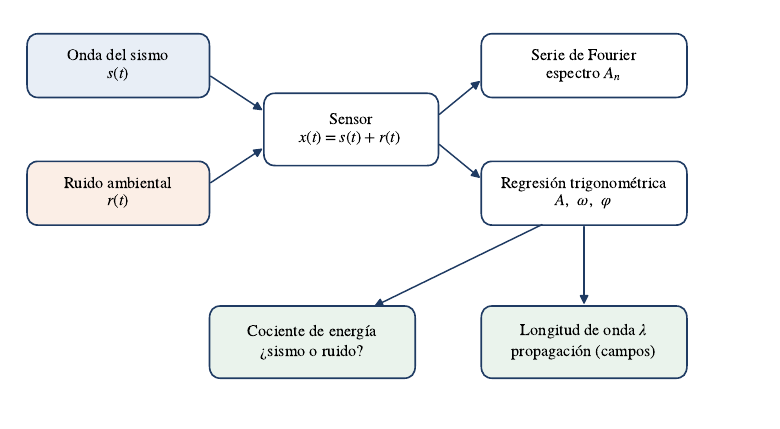 Onda del sismo
s(t)
Serie de Fourier
espectro Aₙ
Sensor
x(t) = s(t) + r(t)
Ruido ambiental
r(t)
Regresión trigonométrica
A, ω, φ
Cociente de energía
¿sismo o ruido?
Longitud de onda λ
propagación (campos)